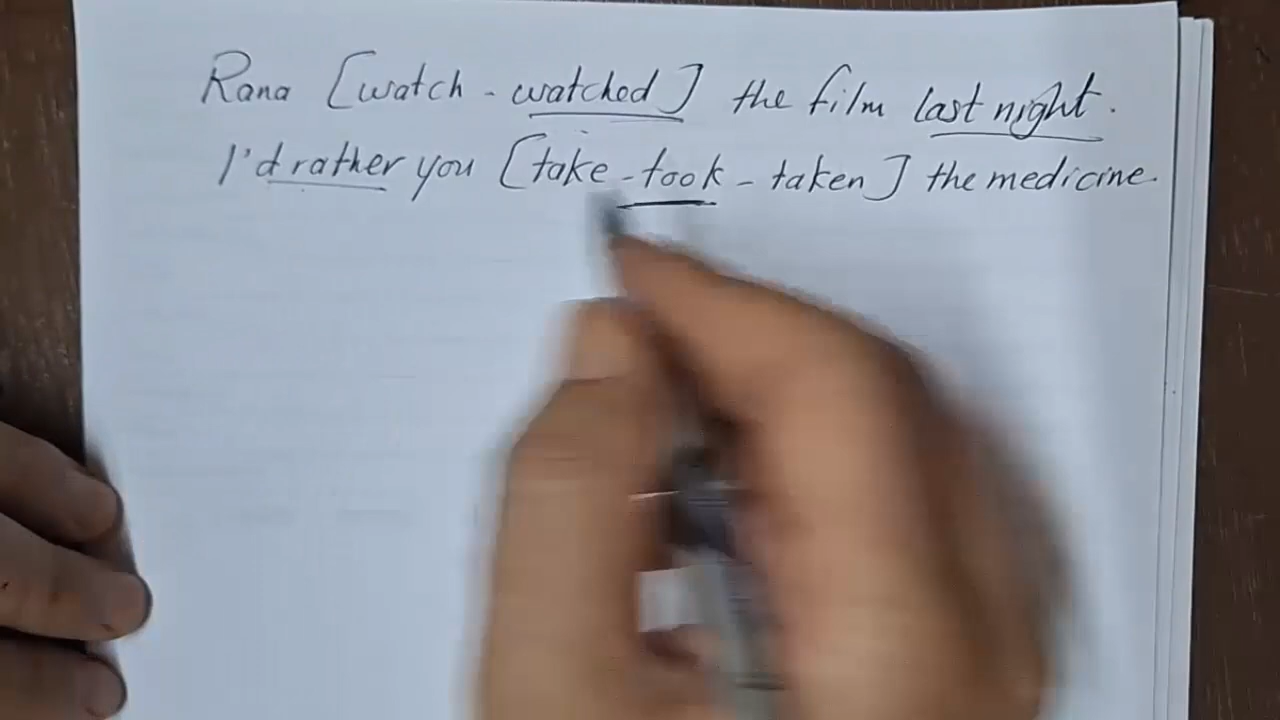 Rana [watch - watched] the film last night.
I'd rather you [take - took - taken] the medicine.